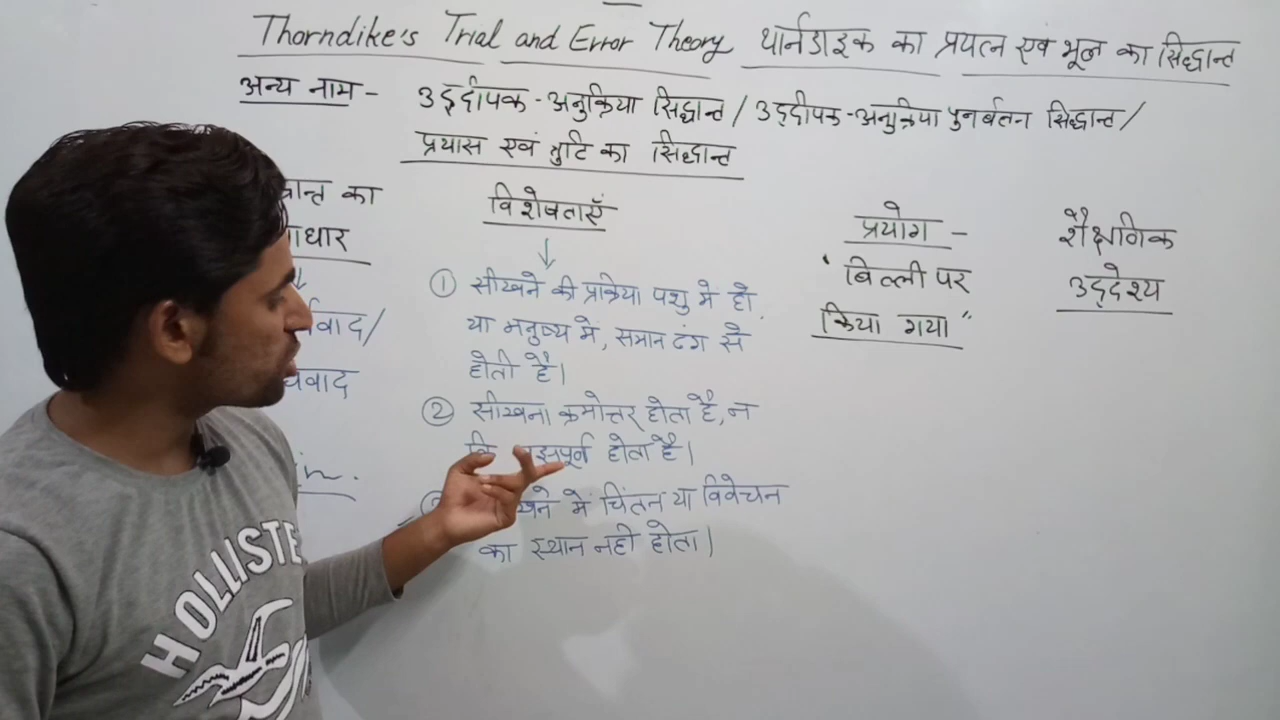 Thorndike's Trial and Error Theory थार्नडाइक का प्रयत्न एवं भूल का सिद्धान्त
अन्य नाम - उद्दीपक - अनुक्रिया सिद्धान्त / उद्दीपक - अनुक्रिया पुनर्बतन सिद्धान्त /
प्रयास एवं त्रुटि का सिद्धान्त
का
विशेषताएँ
① सीखने की प्रक्रिया पशु में हो
या मनुष्य में, समान ढंग से
होती है।
② सीखना क्रमोत्तर होता है, न
होता है।
में चिंतन या विवेचन
का स्थान नही होता।
प्रयोग -
"बिल्ली पर
किया गया"
शैक्षणिक
उद्देश्य
HOLLISTE